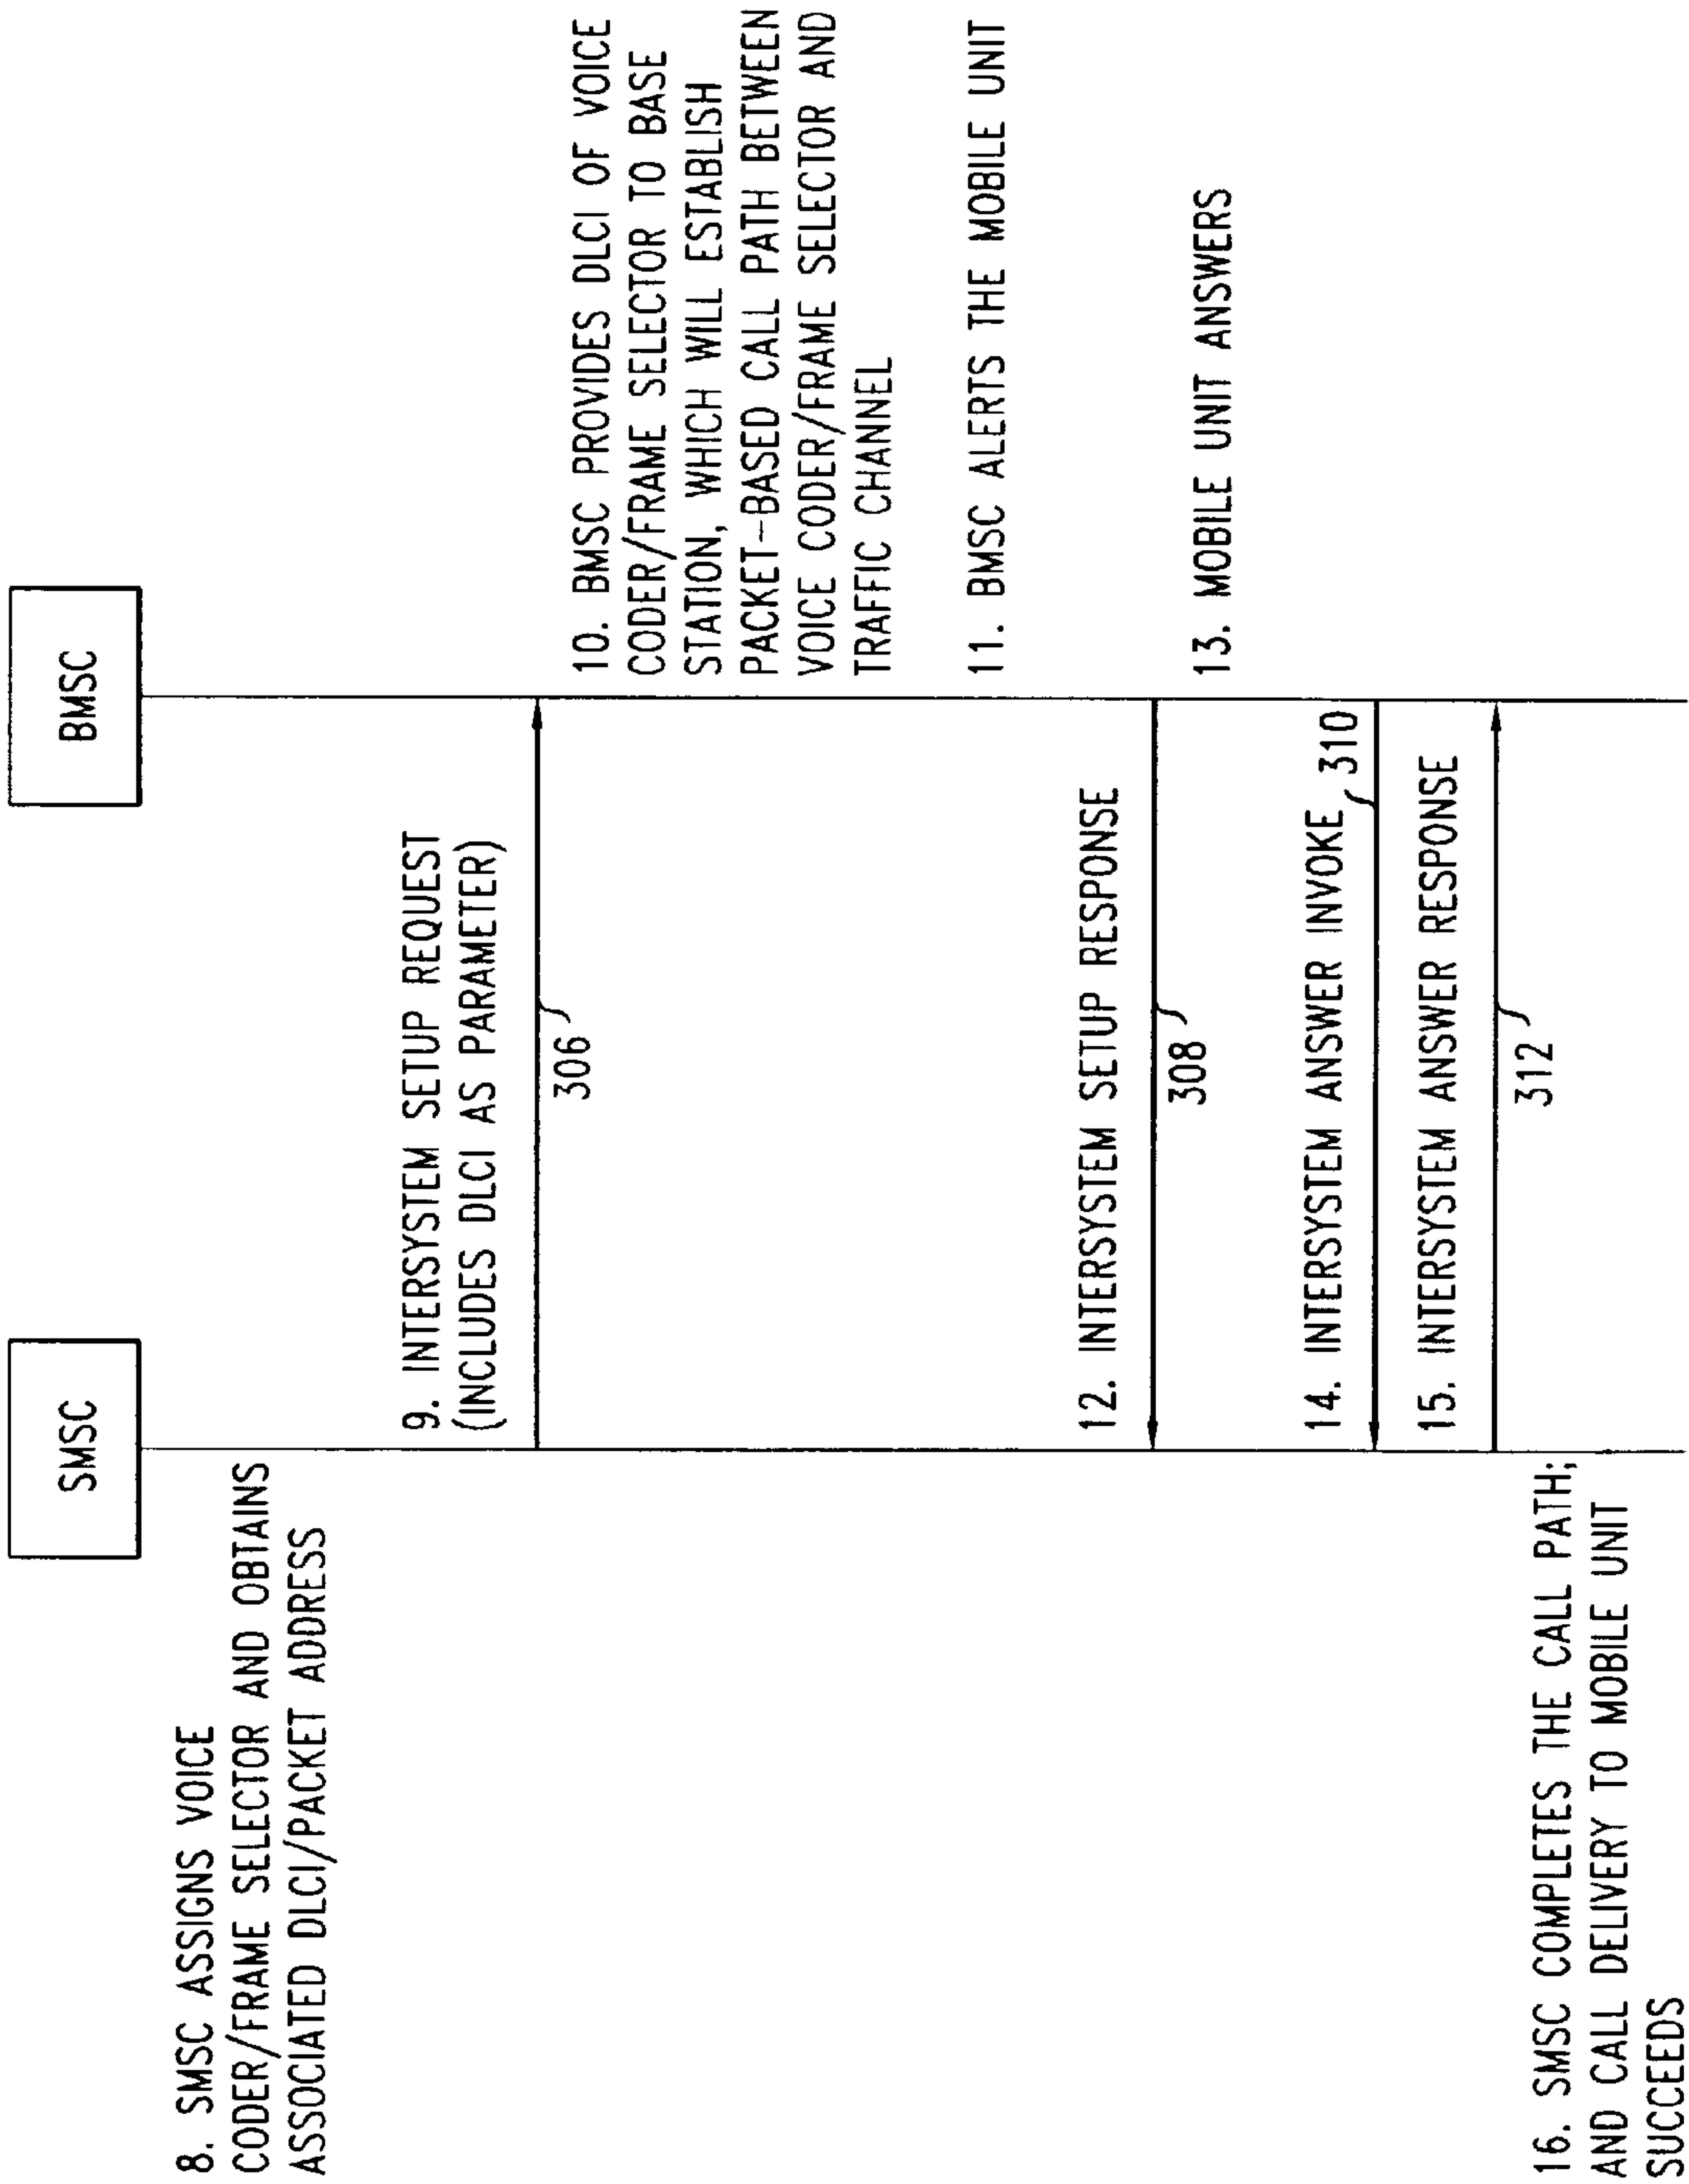 SMSC
BMSC
8. SMSC ASSIGNS VOICE
CODER/FRAME SELECTOR AND OBTAINS
ASSOCIATED DLCI/PACKET ADDRESS
9. INTERSYSTEM SETUP REQUEST
(INCLUDES DLCI AS PARAMETER)
306
10. BMSC PROVIDES DLCI OF VOICE
CODER/FRAME SELECTOR TO BASE
STATION, WHICH WILL ESTABLISH
PACKET-BASED CALL PATH BETWEEN
VOICE CODER/FRAME SELECTOR AND
TRAFFIC CHANNEL
11. BMSC ALERTS THE MOBILE UNIT
12. INTERSYSTEM SETUP RESPONSE
308
13. MOBILE UNIT ANSWERS
14. INTERSYSTEM ANSWER INVOKE
310
15. INTERSYSTEM ANSWER RESPONSE
312
16. SMSC COMPLETES THE CALL PATH;
AND CALL DELIVERY TO MOBILE UNIT
SUCCEEDS